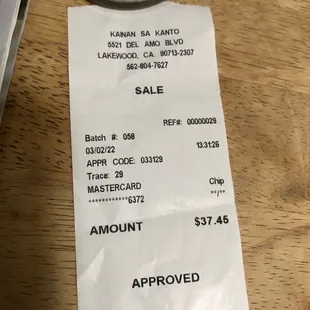 KAINAN SA KANTO
5521 DEL AMO BLVD
LAKEWOOD, CA. 90713-2307
562-804-7627
SALE
REF#: 00000029
Batch #: 058
03/02/22 13:31:26
APPR CODE: 033129
Trace: 29
MASTERCARD Chip
************6372 **/**
AMOUNT $37.45
APPROVED